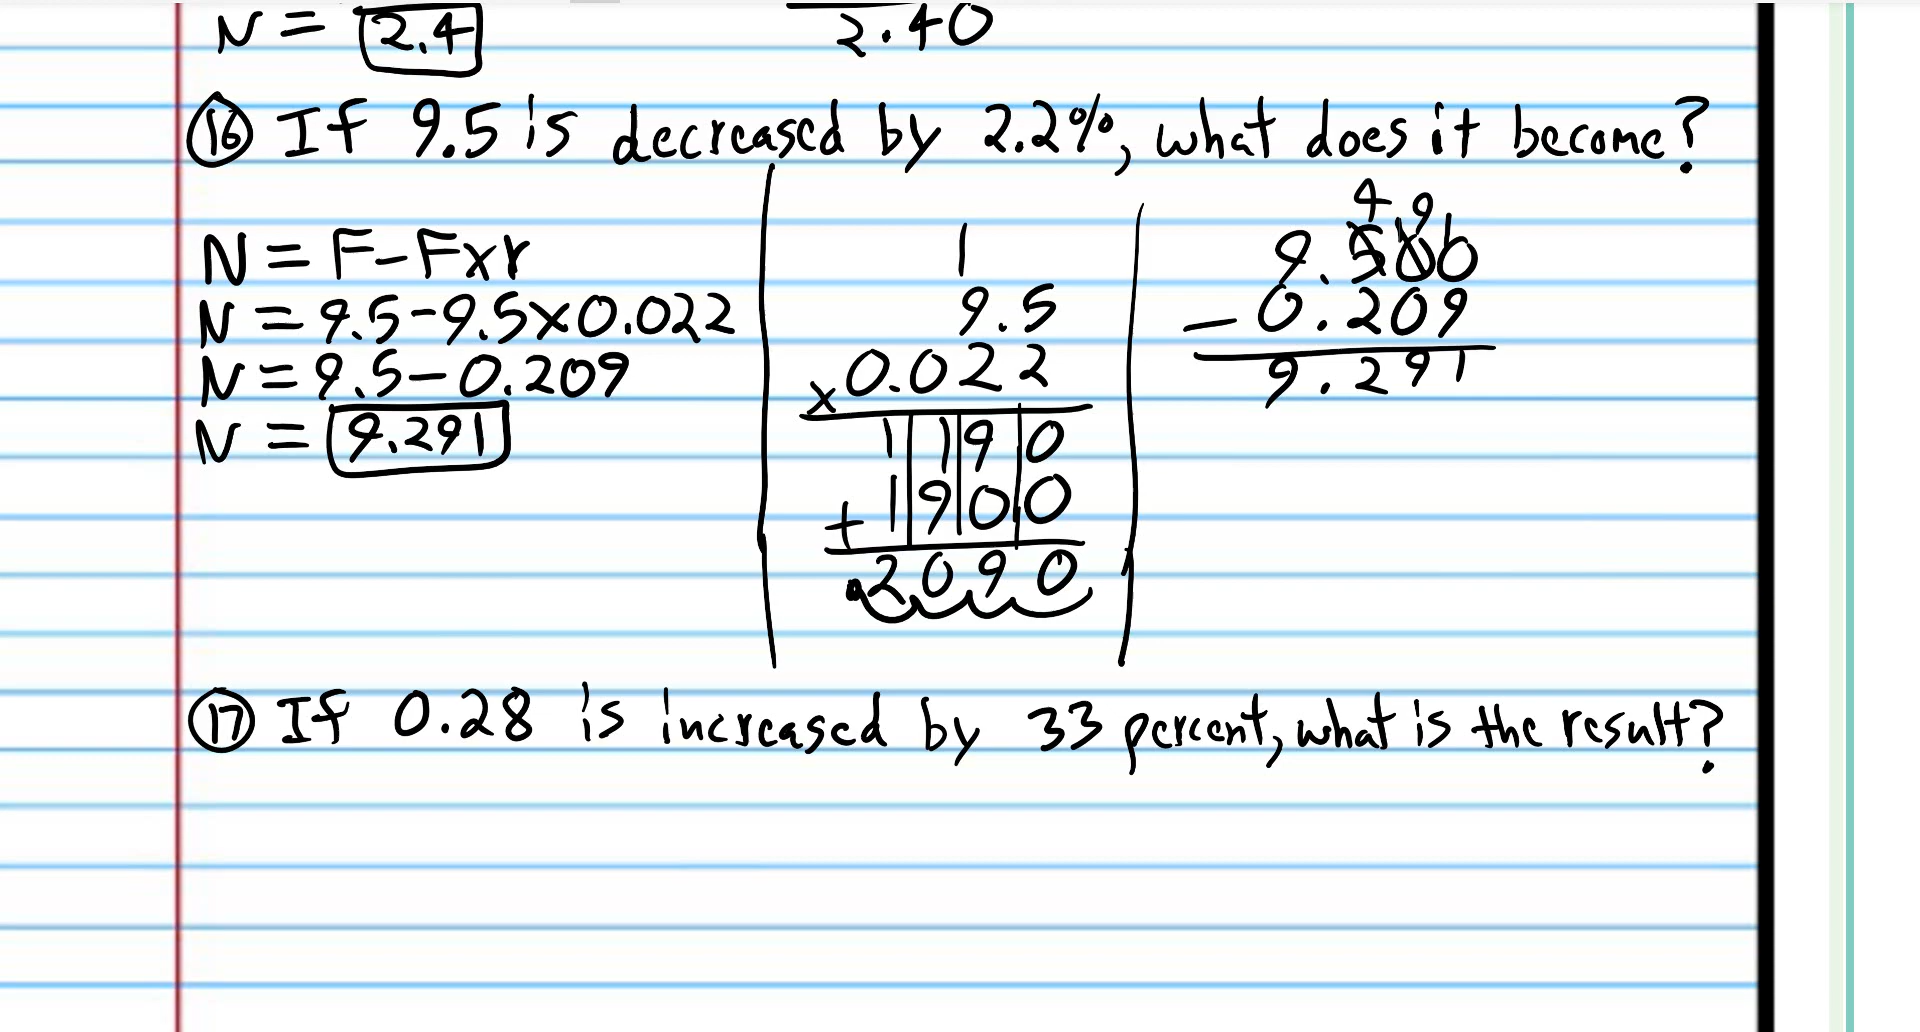 N = 2.4
2.40
16 If 9.5 is decreased by 2.2%, what does it become?
N = F - F x r
N = 9.5 - 9.5 x 0.022
N = 9.5 - 0.209
N = 9.291
1
9.5
x 0.022
1190
+ 1900
.2090
4 9 1
9.500
- 0.209
9.291
17 If 0.28 is increased by 33 percent, what is the result?